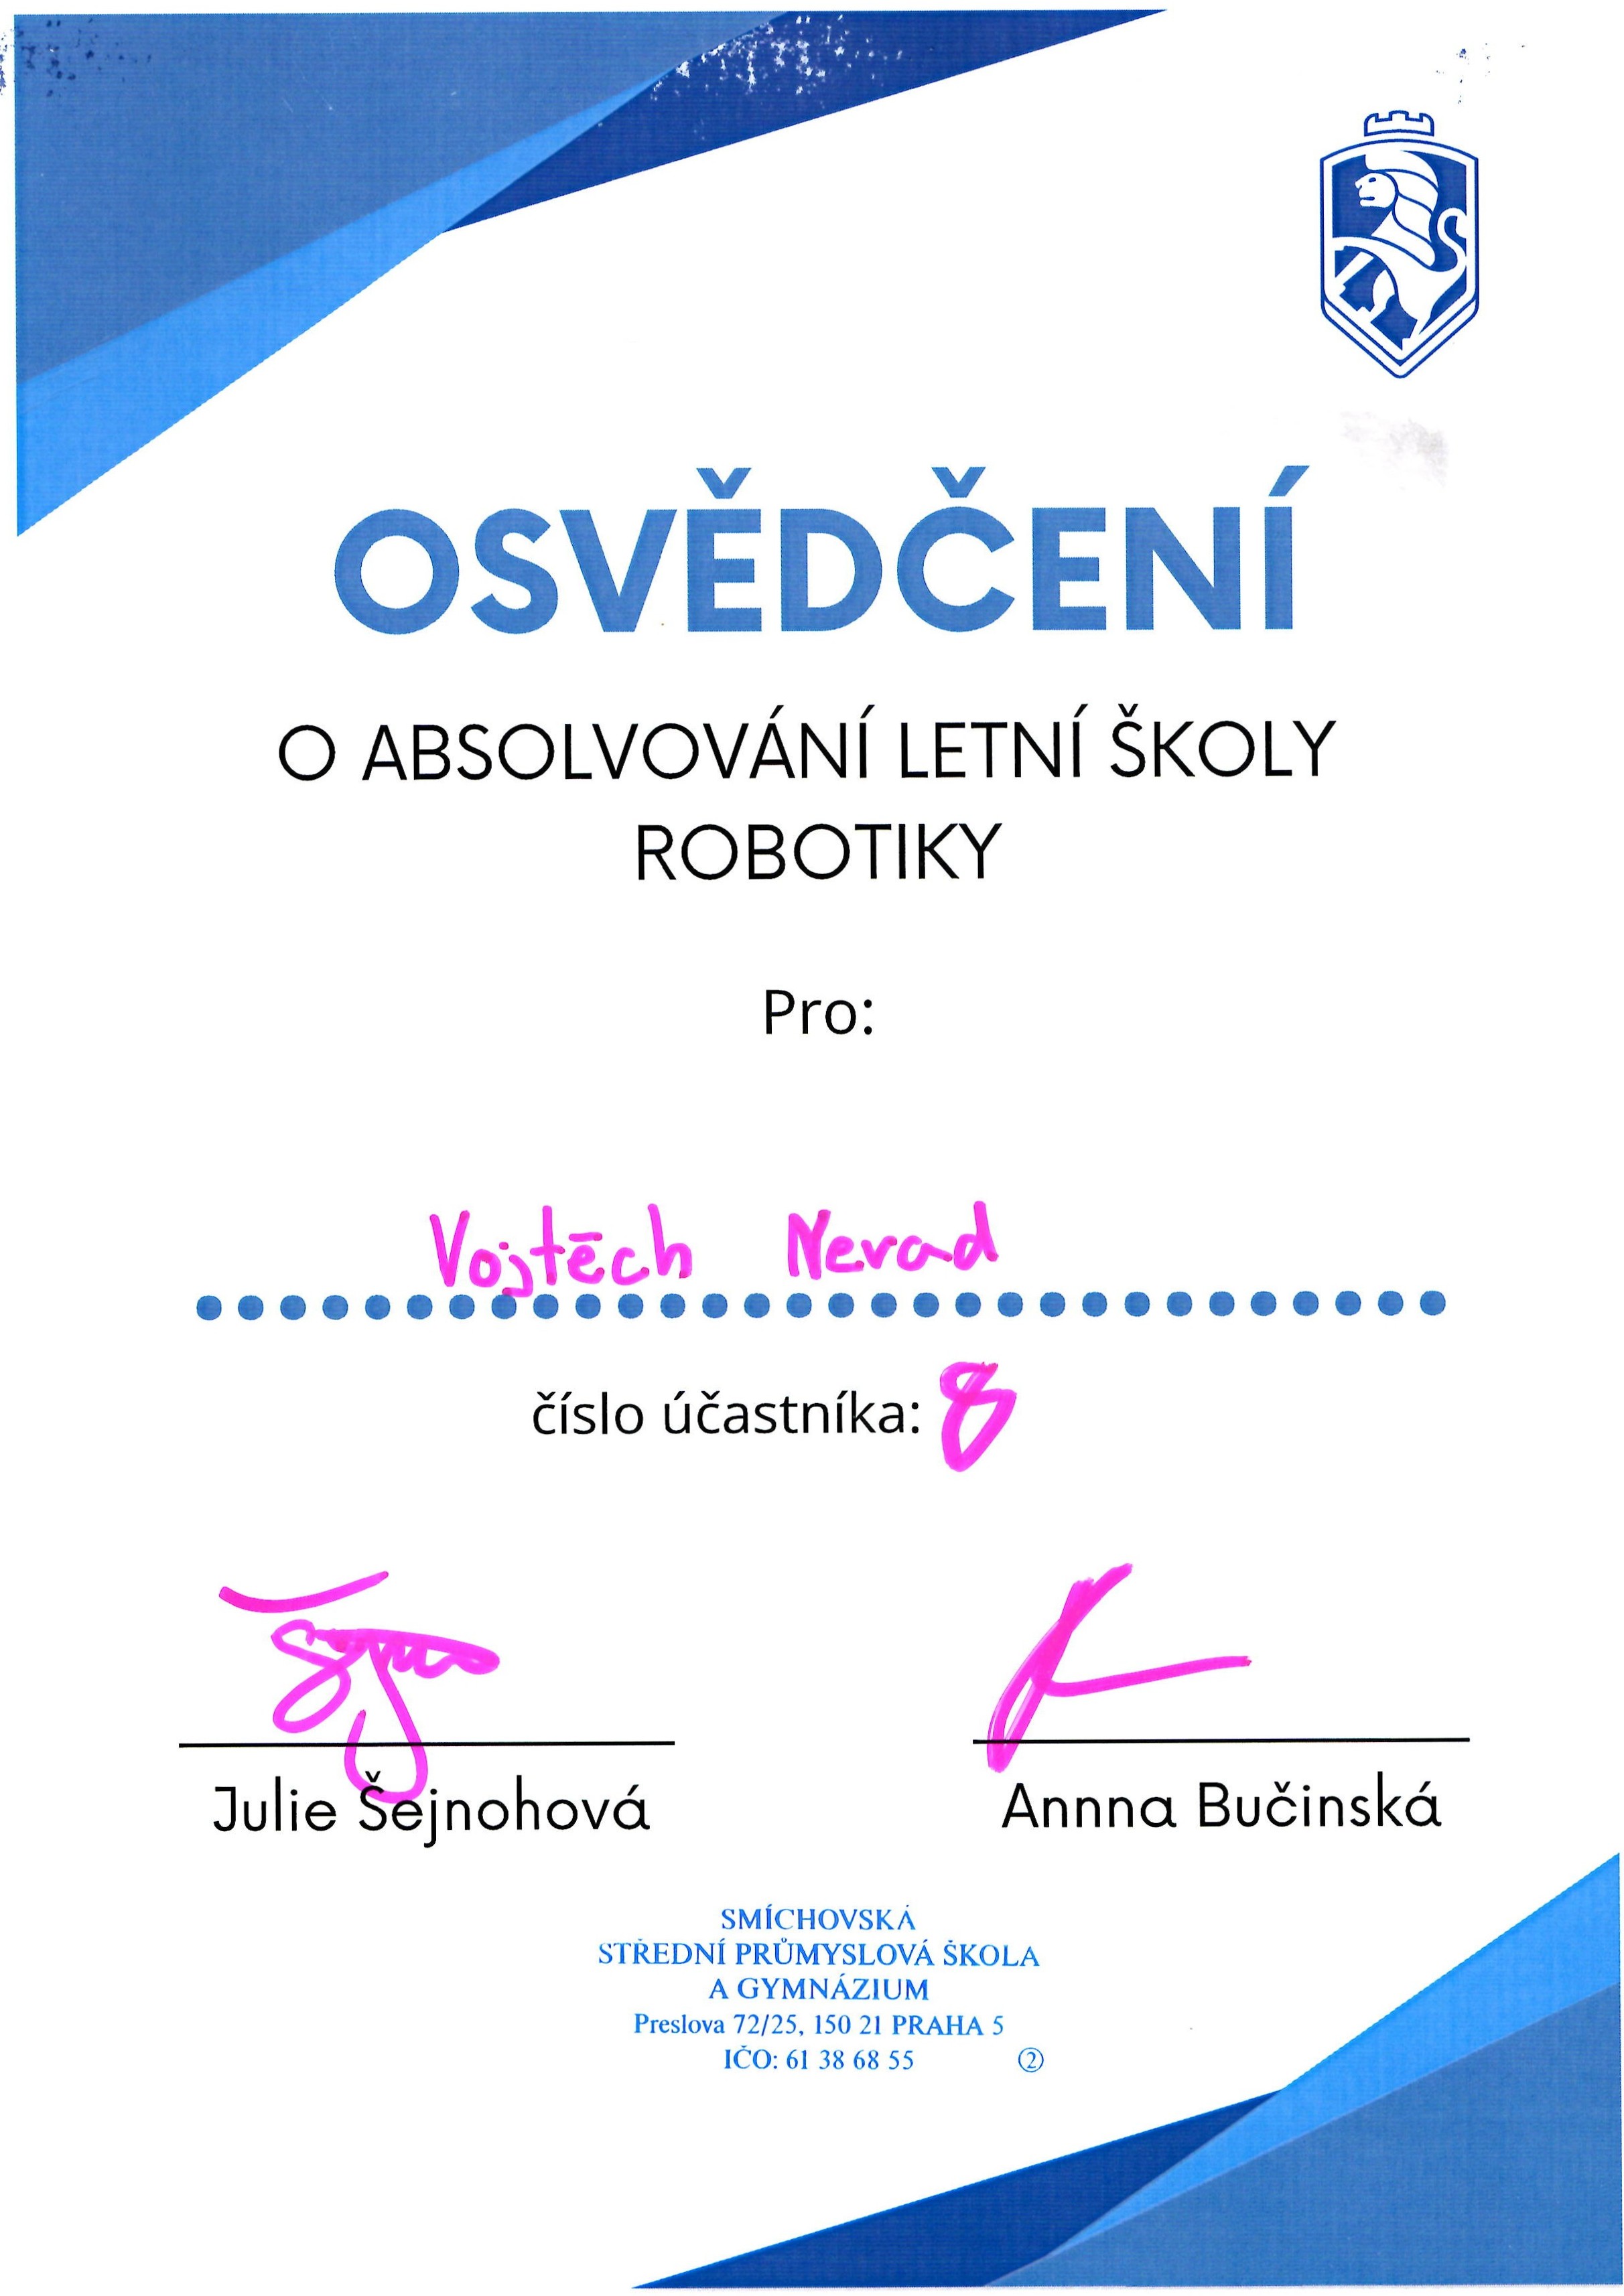 OSVĚDČENÍ
O ABSOLVOVÁNÍ LETNÍ ŠKOLY
ROBOTIKY
Pro:
Vojtěch Nerad
číslo účastníka: 8
Julie Šejnohová
Annna Bučinská
SMÍCHOVSKÁ
STŘEDNÍ PRŮMYSLOVÁ ŠKOLA
A GYMNÁZIUM
Preslova 72/25, 150 21 PRAHA 5
IČO: 61 38 68 55 ②